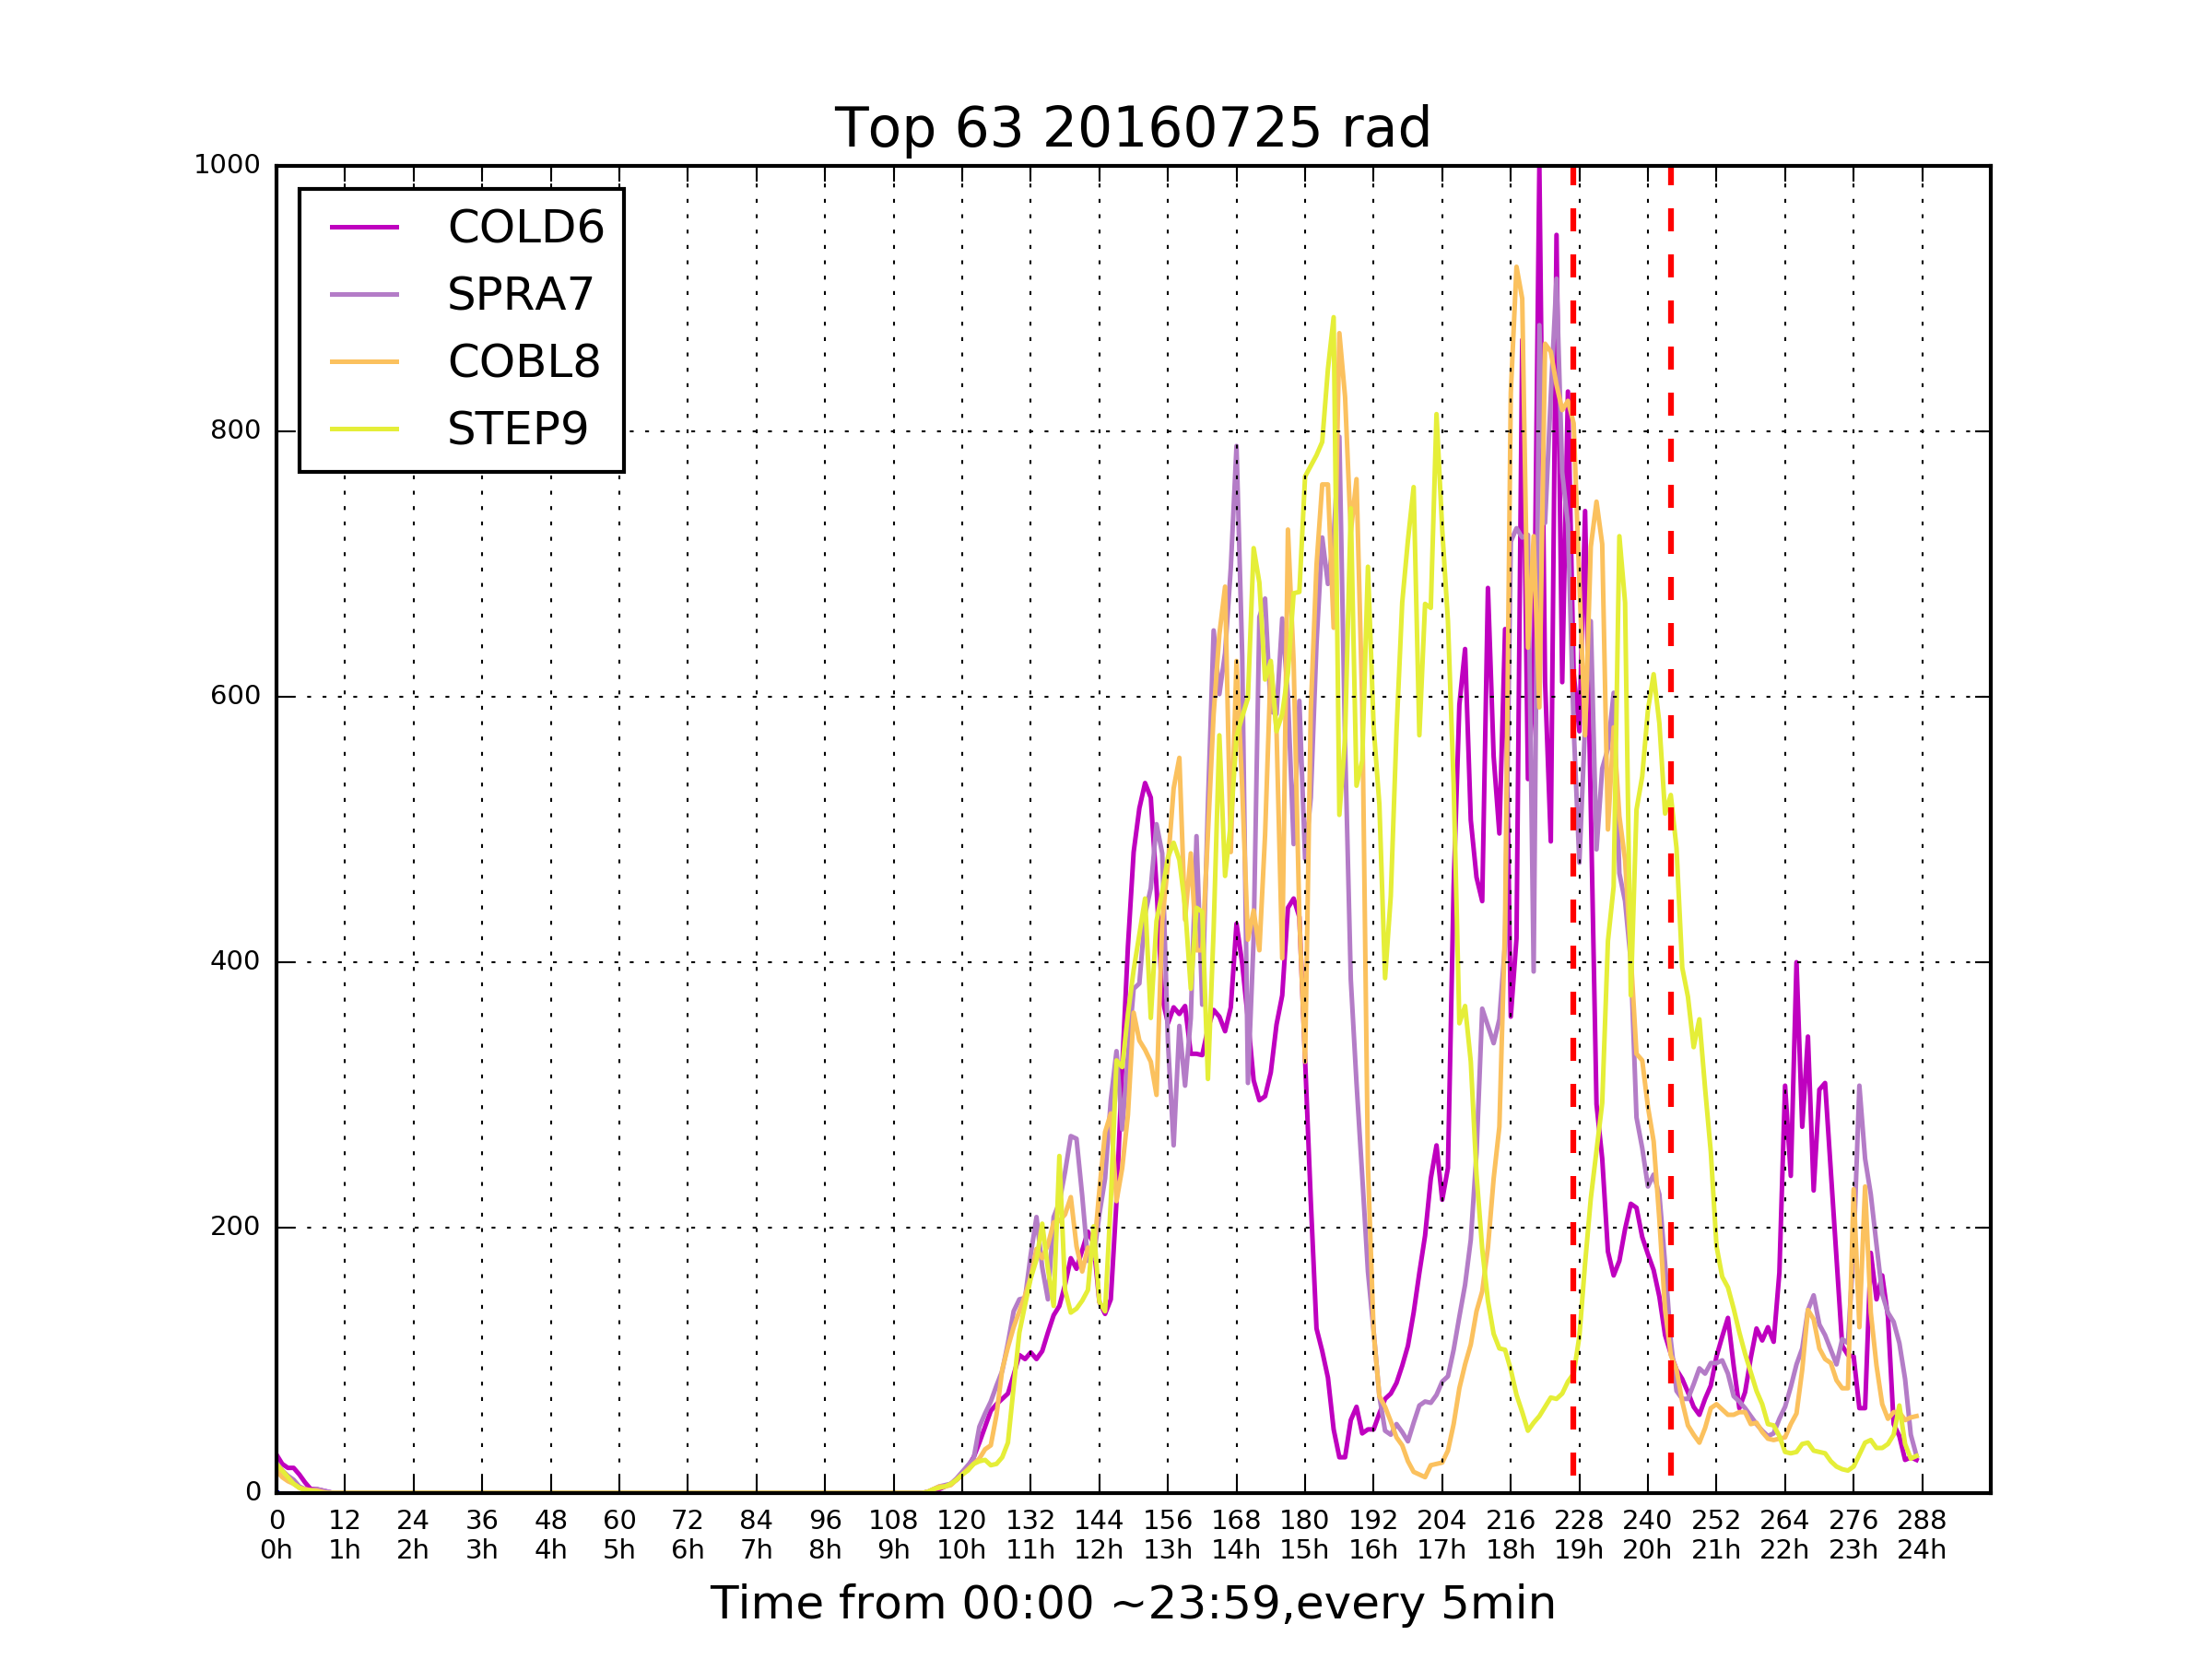 Top 63 20160725 rad
COLD6
SPRA7
COBL8
STEP9
1000
800
600
400
200
0
0 12 24 36 48 60 72 84 96 108 120 132 144 156 168 180 192 204 216 228 240 252 264 276 288
0h 1h 2h 3h 4h 5h 6h 7h 8h 9h 10h 11h 12h 13h 14h 15h 16h 17h 18h 19h 20h 21h 22h 23h 24h
Time from 00:00 ~23:59,every 5min